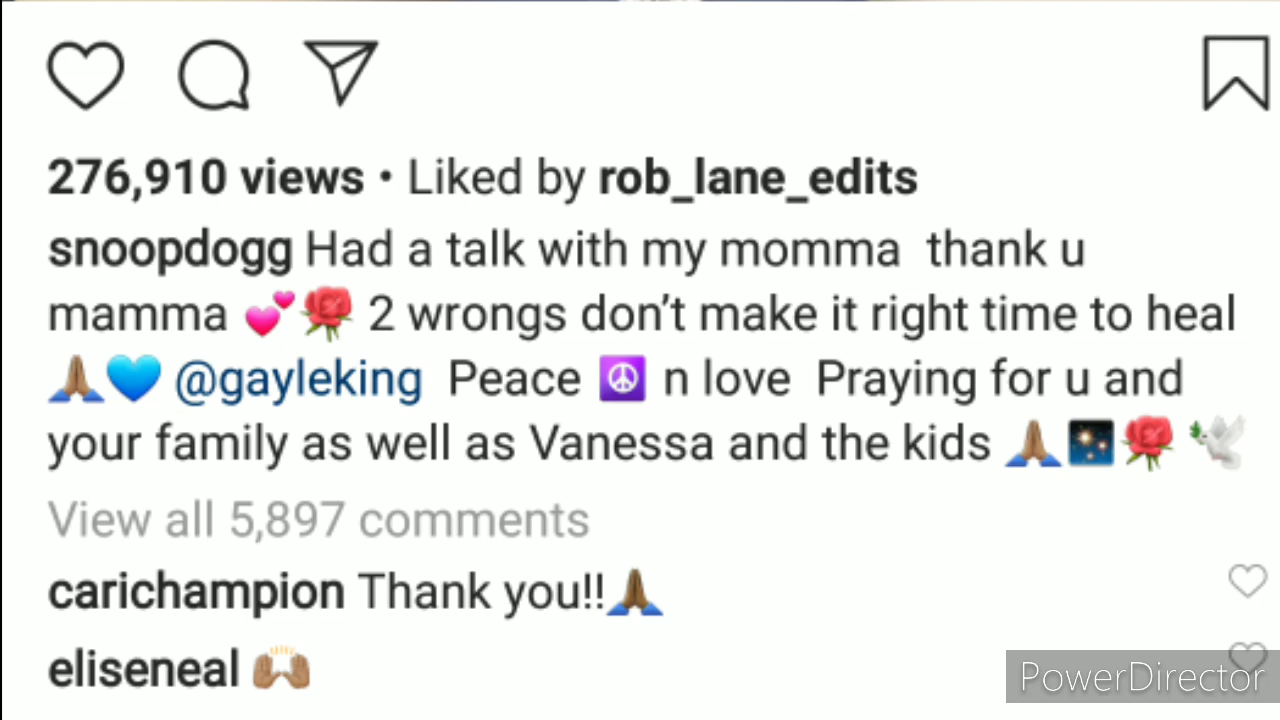 276,910 views • Liked by rob_lane_edits
snoopdogg Had a talk with my momma thank u
mamma 💕🌹 2 wrongs don't make it right time to heal
🙏🏽💙 @gayleking Peace ☮️ n love Praying for u and
your family as well as Vanessa and the kids 🙏🏽🎇🌹🕊
View all 5,897 comments
carichampion Thank you!!🙏🏾
eliseneal 🙌🏽
PowerDirector